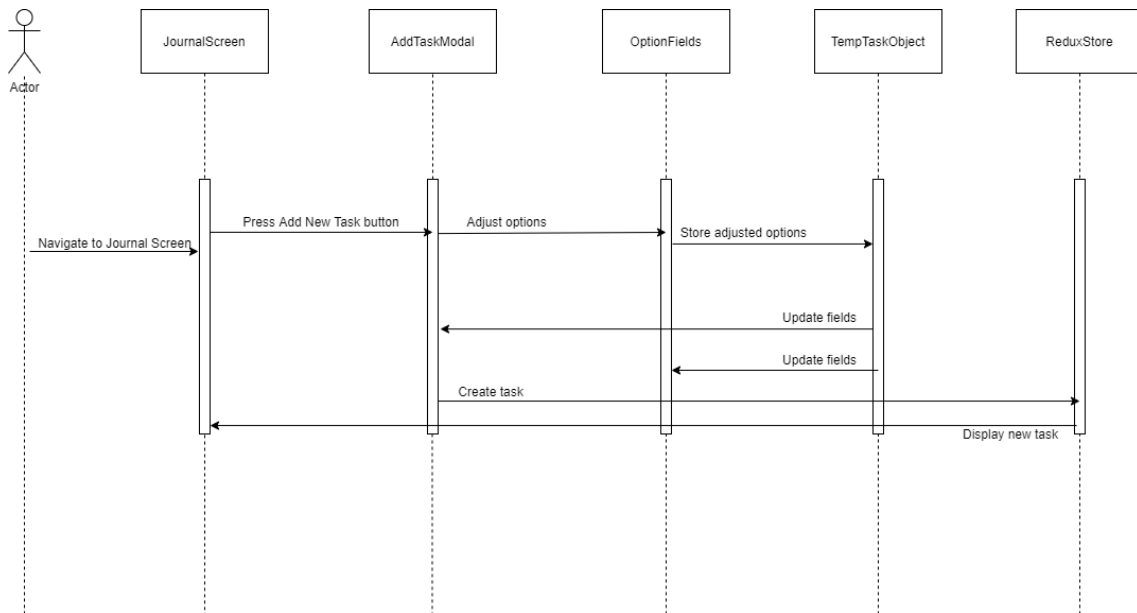 JournalScreen
AddTaskModal
OptionFields
TempTaskObject
ReduxStore
Actor
Press Add New Task button
Adjust options
Store adjusted options
Navigate to Journal Screen
Update fields
Update fields
Create task
Display new task